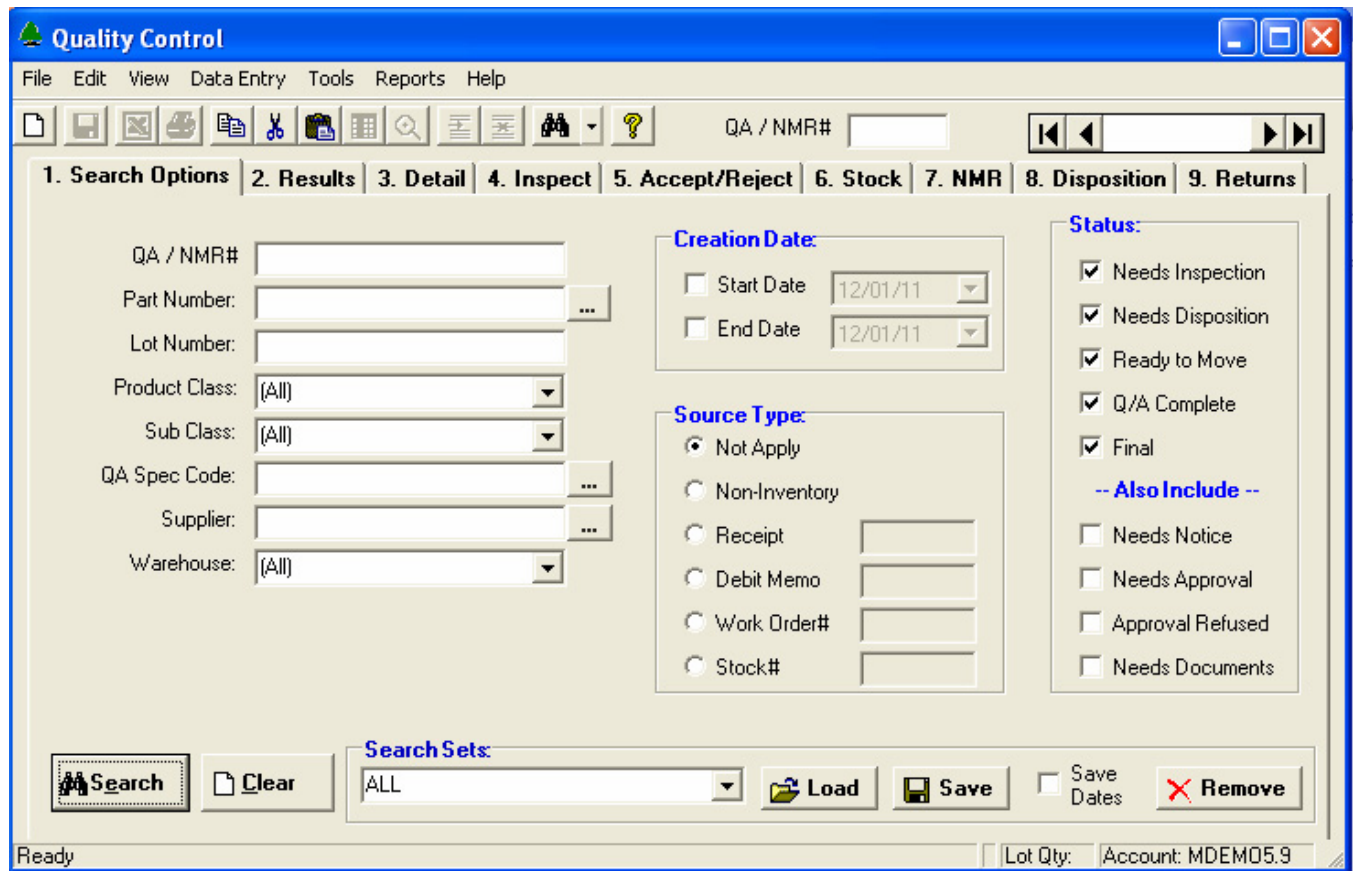 Quality Control
File Edit View Data Entry Tools Reports Help
QA / NMR#
1. Search Options 2. Results 3. Detail 4. Inspect 5. Accept/Reject 6. Stock 7. NMR 8. Disposition 9. Returns
QA / NMR#
Part Number: ...
Lot Number:
Product Class: (All)
Sub Class: (All)
QA Spec Code: ...
Supplier: ...
Warehouse: (All)
Creation Date:
Start Date 12/01/11
End Date 12/01/11
Source Type:
Not Apply
Non-Inventory
Receipt
Debit Memo
Work Order#
Stock#
Status:
Needs Inspection
Needs Disposition
Ready to Move
Q/A Complete
Final
-- Also Include --
Needs Notice
Needs Approval
Approval Refused
Needs Documents
Search Clear
Search Sets:
ALL Load Save Save Dates Remove
Ready Lot Qty: Account: MDEMO5.9